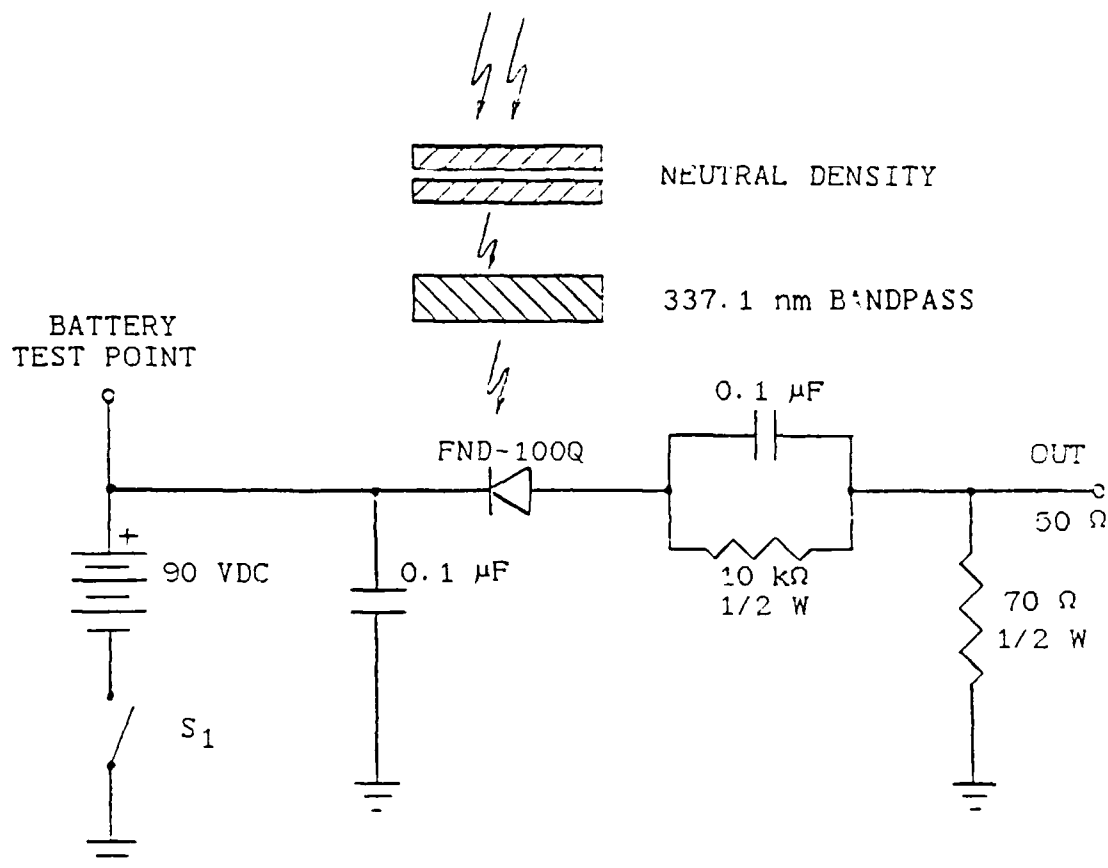 NEUTRAL DENSITY
337.1 nm BANDPASS
BATTERY
TEST POINT
0.1 µF
FND-100Q
OUT
50 Ω
+
90 VDC
0.1 µF
10 kΩ
1/2 W
70 Ω
1/2 W
S1